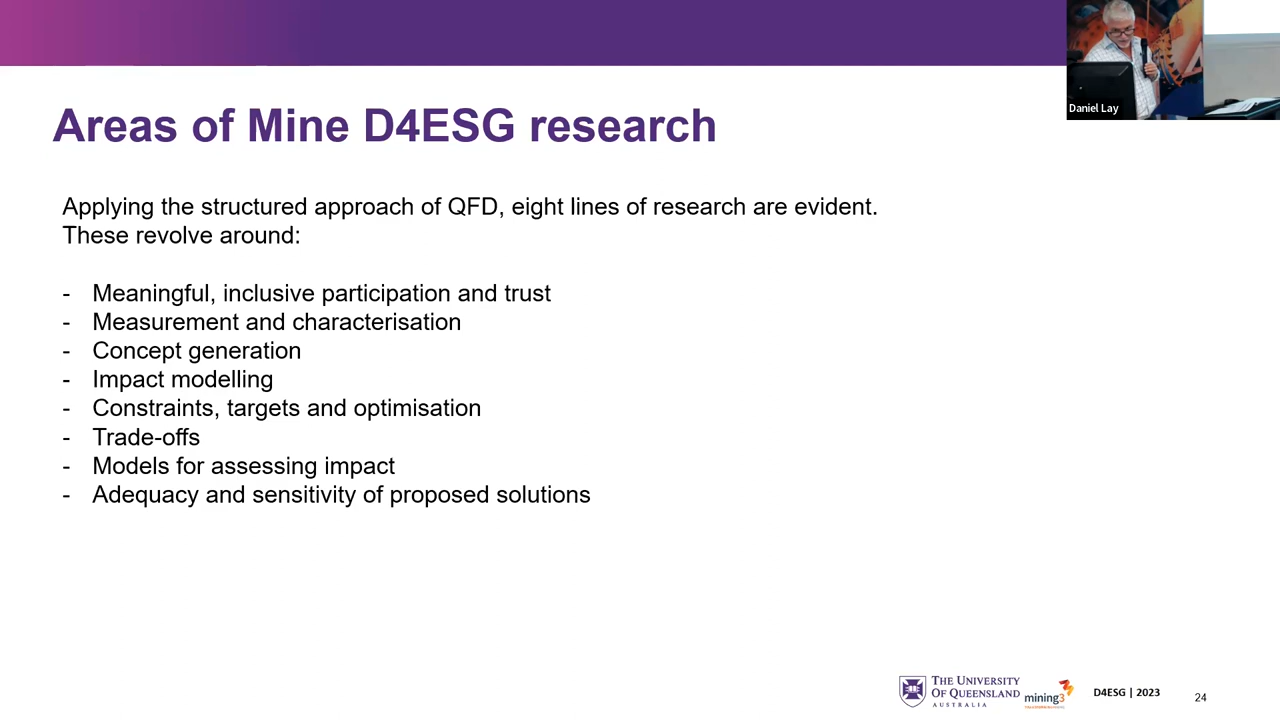 Daniel Lay
Areas of Mine D4ESG research
Applying the structured approach of QFD, eight lines of research are evident.
These revolve around:
- Meaningful, inclusive participation and trust
- Measurement and characterisation
- Concept generation
- Impact modelling
- Constraints, targets and optimisation
- Trade-offs
- Models for assessing impact
- Adequacy and sensitivity of proposed solutions
THE UNIVERSITY
OF QUEENSLAND
AUSTRALIA
mining3
D4ESG | 2023
24